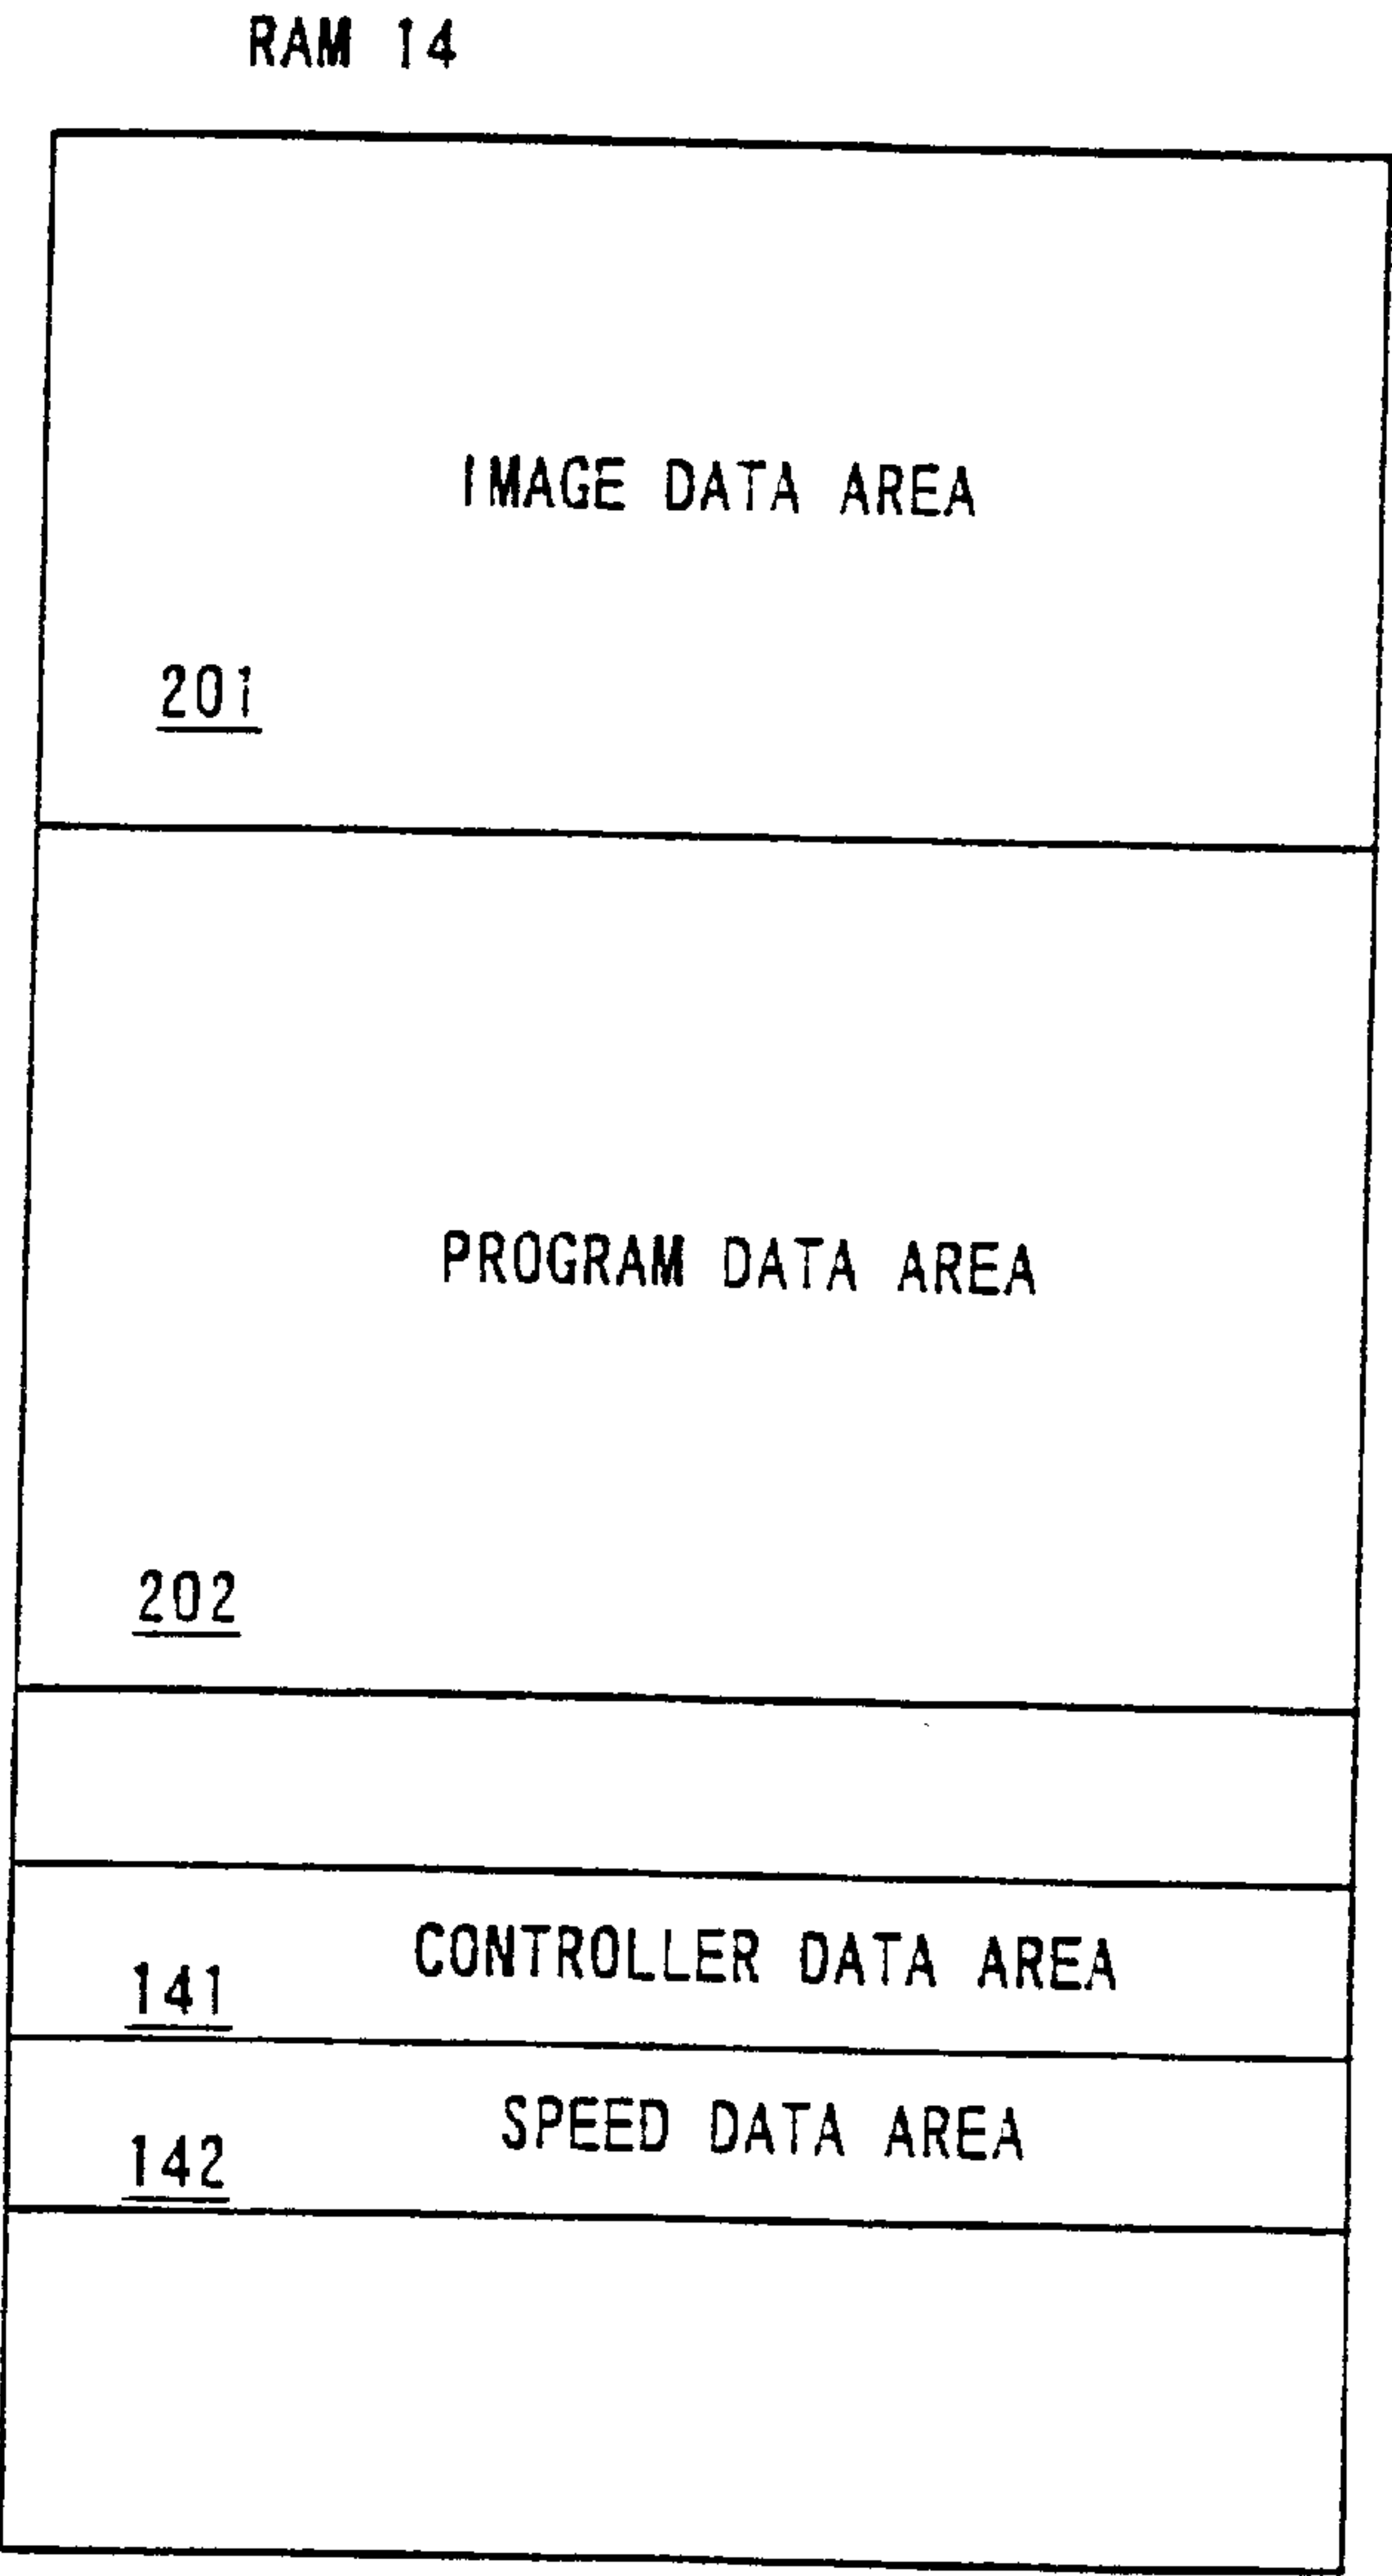 RAM 14
IMAGE DATA AREA
201
PROGRAM DATA AREA
202
CONTROLLER DATA AREA
141
SPEED DATA AREA
142